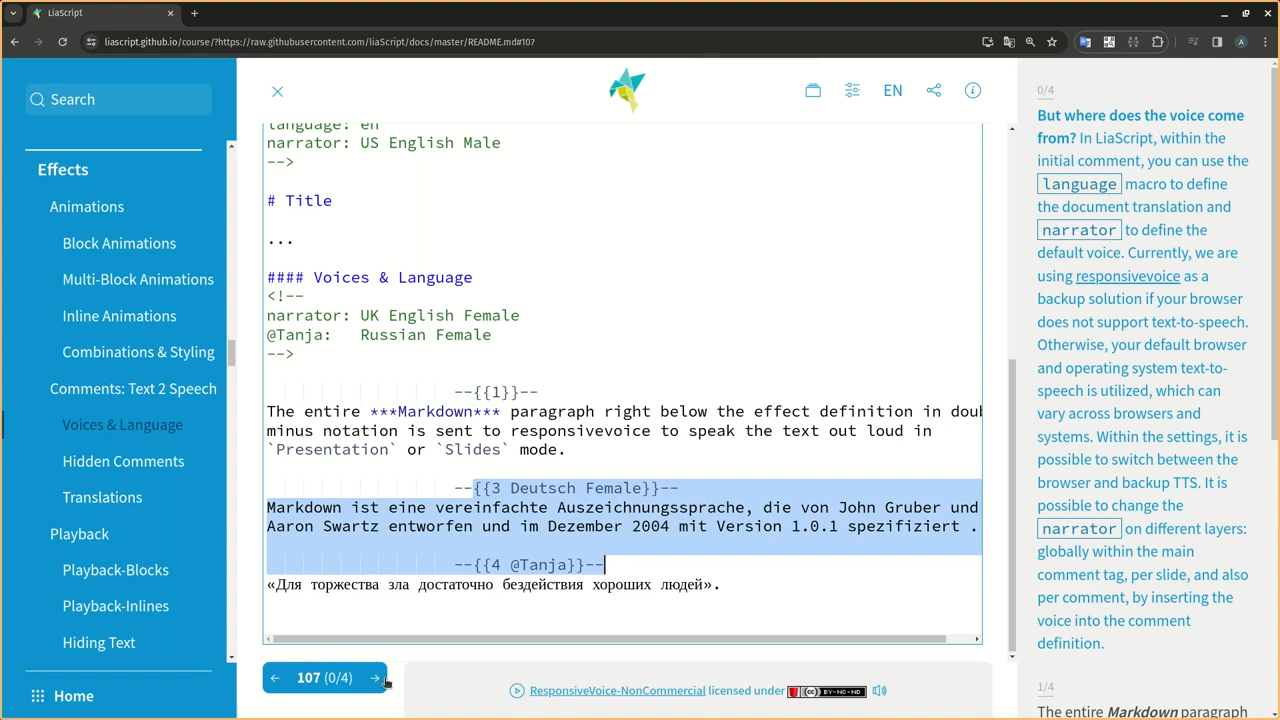 LiaScript
liascript.github.io/course/?https://raw.githubusercontent.com/liaScript/docs/master/README.md#107
Search
Effects
Animations
Block Animations
Multi-Block Animations
Inline Animations
Combinations & Styling
Comments: Text 2 Speech
Voices & Language
Hidden Comments
Translations
Playback
Playback-Blocks
Playback-Inlines
Hiding Text
Home
EN
language: en
narrator: US English Male
-->
# Title
...
#### Voices & Language
<!--
narrator: UK English Female
@Tanja:   Russian Female
-->
--{{1}}--
The entire ***Markdown*** paragraph right below the effect definition in doub
minus notation is sent to responsivevoice to speak the text out loud in
`Presentation` or `Slides` mode.
--{{3 Deutsch Female}}--
Markdown ist eine vereinfachte Auszeichnungssprache, die von John Gruber und
Aaron Swartz entworfen und im Dezember 2004 mit Version 1.0.1 spezifiziert .
--{{4 @Tanja}}--
«Для торжества зла достаточно бездействия хороших людей».
107 (0/4)
ResponsiveVoice-NonCommercial licensed under
cc BY-NC-ND
0/4
But where does the voice come
from? In LiaScript, within the
initial comment, you can use the
language macro to define
the document translation and
narrator to define the
default voice. Currently, we are
using responsivevoice as a
backup solution if your browser
does not support text-to-speech.
Otherwise, your default browser
and operating system text-to-
speech is utilized, which can
vary across browsers and
systems. Within the settings, it is
possible to switch between the
browser and backup TTS. It is
possible to change the
narrator on different layers:
globally within the main
comment tag, per slide, and also
per comment, by inserting the
voice into the comment
definition.
1/4
The entire Markdown paragraph